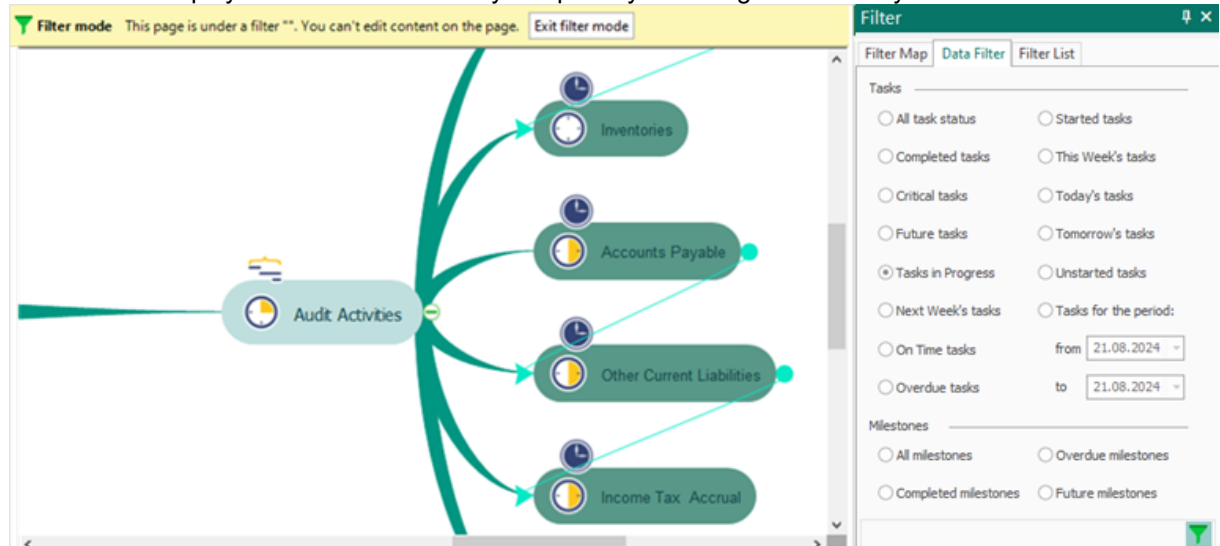 Filter mode This page is under a filter "". You can't edit content on the page. Exit filter mode
Inventories
Accounts Payable
Audit Activities
Other Current Liabilities
Income Tax Accrual
Filter
Filter Map Data Filter Filter List
Tasks
All task status Started tasks
Completed tasks This Week's tasks
Critical tasks Today's tasks
Future tasks Tomorrow's tasks
Tasks in Progress Unstarted tasks
Next Week's tasks Tasks for the period:
On Time tasks from 21.08.2024
Overdue tasks to 21.08.2024
Milestones
All milestones Overdue milestones
Completed milestones Future milestones